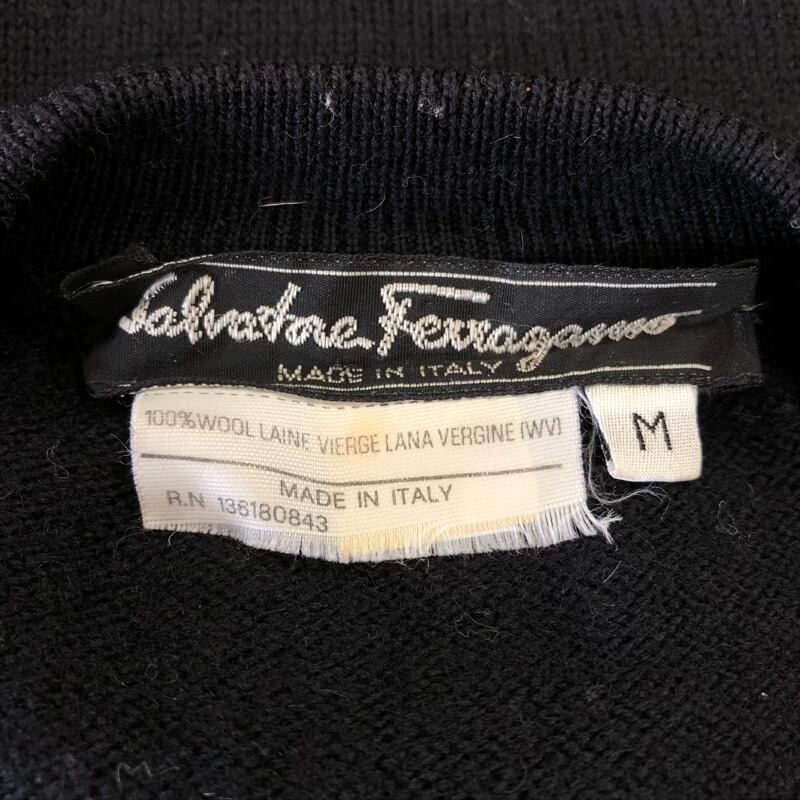 Salvatore Ferragamo
MADE IN ITALY
100%WOOL LAINE VIERGE LANA VERGINE (WV)
MADE IN ITALY
R.N 136180843
M